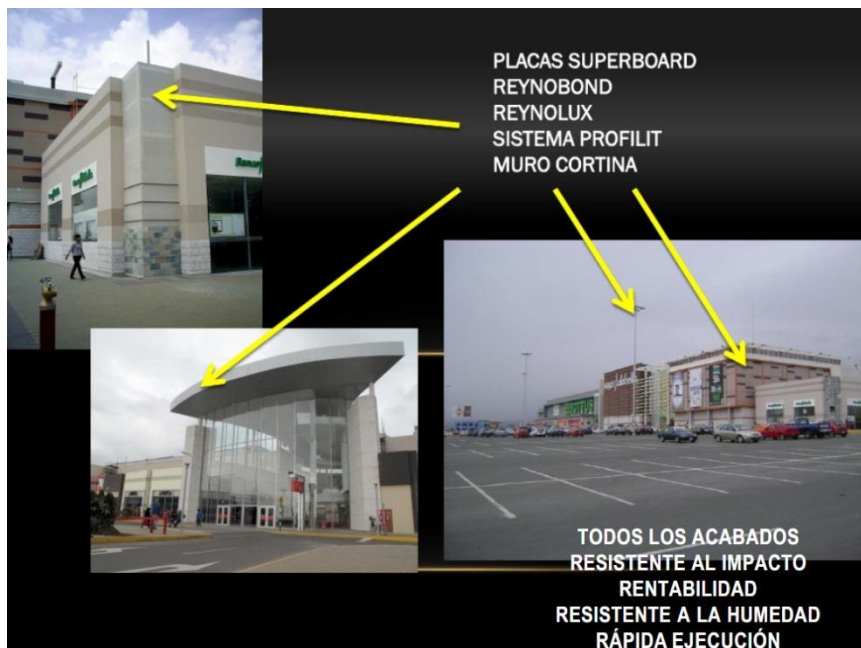 PLACAS SUPERBOARD
REYNOBOND
REYNOLUX
SISTEMA PROFILIT
MURO CORTINA
TODOS LOS ACABADOS
RESISTENTE AL IMPACTO
RENTABILIDAD
RESISTENTE A LA HUMEDAD
RÁPIDA EJECUCIÓN